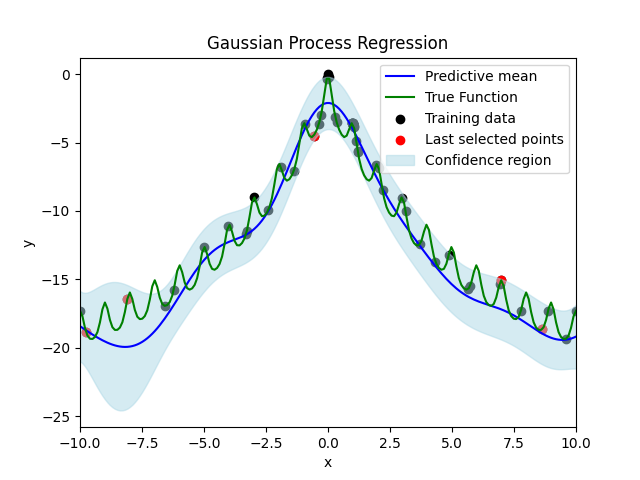 Gaussian Process Regression
Predictive mean
True Function
Training data
Last selected points
Confidence region
y
0
−5
−10
−15
−20
−25
−10.0 −7.5 −5.0 −2.5 0.0 2.5 5.0 7.5 10.0
x